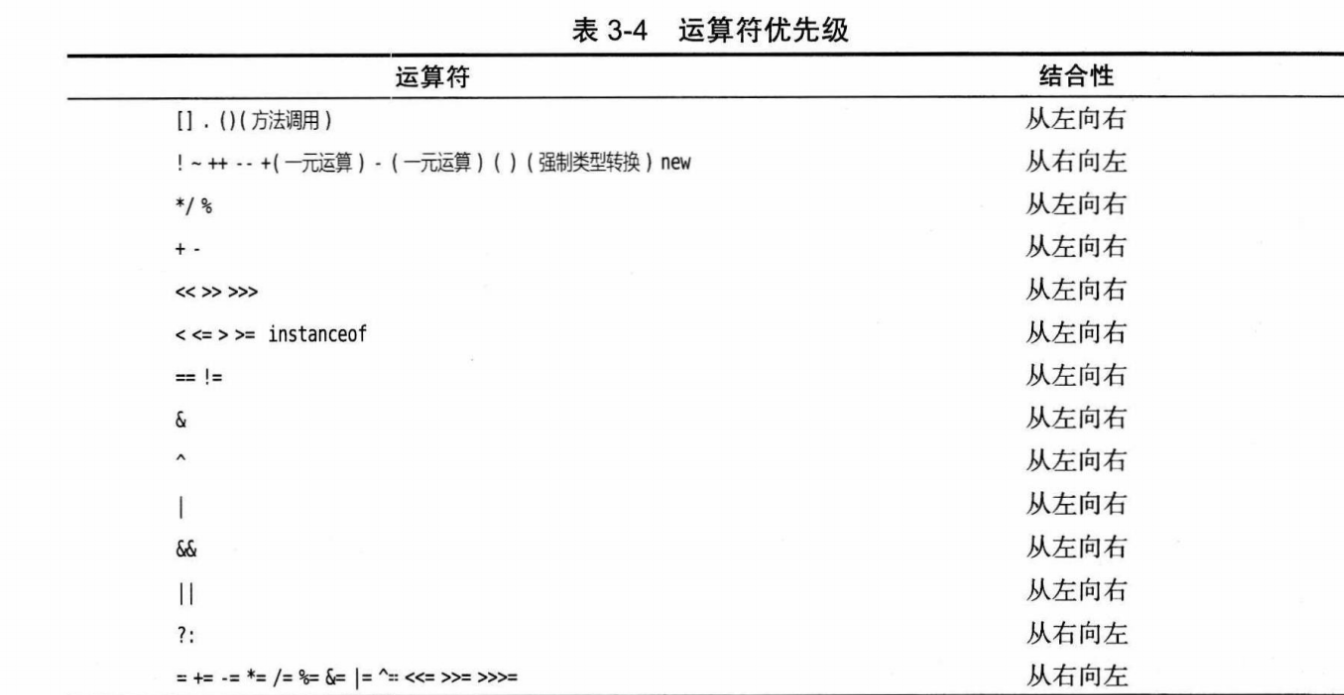 表 3-4 运算符优先级
运算符 结合性
[] . ()(方法调用) 从左向右
! ~ ++ -- +(一元运算) - (一元运算) ( ) (强制类型转换) new 从右向左
*/ % 从左向右
+ - 从左向右
<< >> >>> 从左向右
< <= > >= instanceof 从左向右
== != 从左向右
& 从左向右
^ 从左向右
| 从左向右
&& 从左向右
|| 从左向右
?: 从右向左
= += -= *= /= %= &= |= ^= <<= >>= >>>= 从右向左